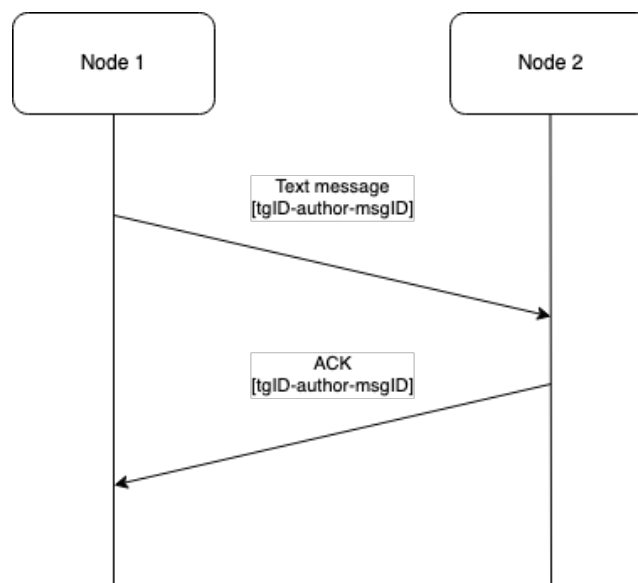 Node 1
Node 2
Text message
[tgID-author-msgID]
ACK
[tgID-author-msgID]